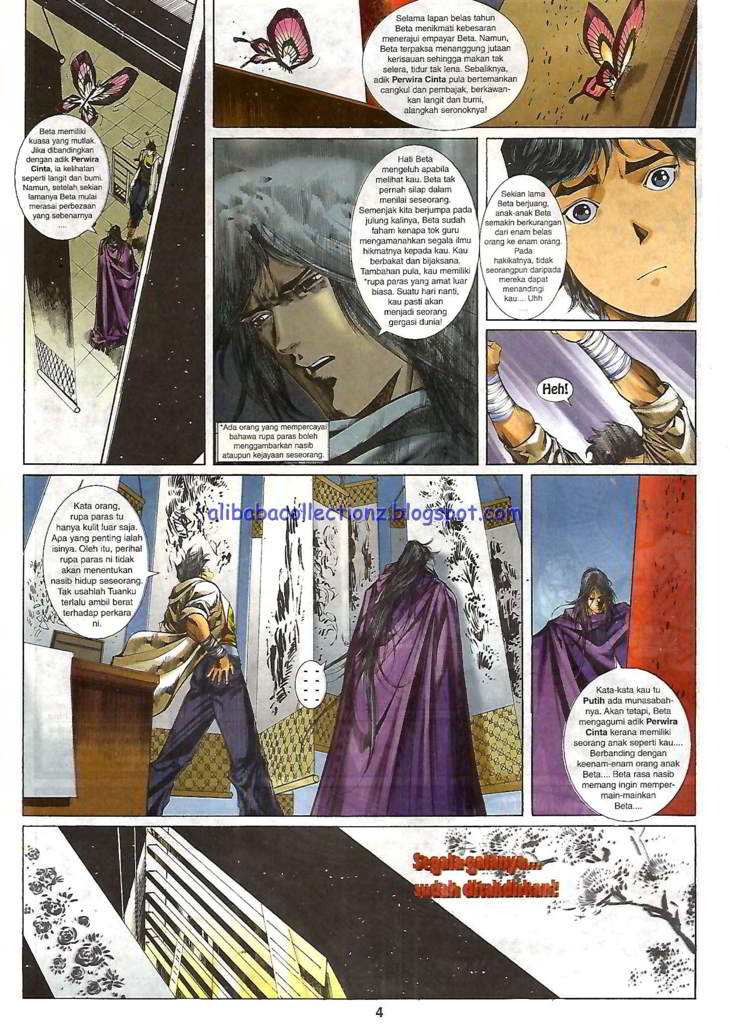 Beta memiliki
kuasa yang mutlak.
Jika dibandingkan
dengan adik Perwira
Cinta, ia kelihatan
seperti langit dan bumi.
Namun, setelah sekian
lamanya Beta mulai
merasai perbezaan
yang sebenarnya
....
Selama lapan belas tahun
Beta menikmati kebesaran
menerajui empayar Beta. Namun,
Beta terpaksa menanggung jutaan
kerisauan sehingga makan tak
selera, tidur tak lena. Sebaliknya,
adik Perwira Cinta pula bertemankan
cangkul dan pembajak, berkawan-
kan langit dan bumi,
alangkah seronoknya!
Hati Beta
mengeluh apabila
melihat kau. Beta tak
pernah silap dalam
menilai seseorang.
Semenjak kita berjumpa pada
julung kalinya, Beta sudah
faham kenapa tok guru
mengamanahkan segala ilmu
hikmatnya kepada kau. Kau
berbakat dan bijaksana.
Tambahan pula, kau memiliki
*rupa paras yang amat luar
biasa. Suatu hari nanti,
kau pasti akan
menjadi seorang
gergasi dunia!
*Ada orang yang mempercayai
bahawa rupa paras boleh
menggambarkan nasib
ataupun kejayaan seseorang.
Sekian lama
Beta berjuang,
anak-anak Beta
semakin berkurangan
dari enam belas
orang ke enam orang.
Pada
hakikatnya, tidak
seorangpun daripada
mereka dapat
menandingi
kau.... Uhh
....
Heh!
Kata orang,
rupa paras tu
hanya kulit luar saja.
Apa yang penting ialah
isinya. Oleh itu, perihal
rupa paras ni tidak
akan menentukan
nasib hidup seseorang.
Tak usahlah Tuanku
terlalu ambil berat
terhadap perkara
ni.
alibabacollectionz.blogspot.com
Kata-kata kau tu
Putih ada munasabah-
nya. Akan tetapi, Beta
mengagumi adik Perwira
Cinta kerana memiliki
seorang anak seperti kau....
Berbanding dengan
keenam-enam orang anak
Beta.... Beta rasa nasib
memang ingin memper-
main-mainkan
Beta....
Segala-galanya...
sudah ditakdirkan!
4